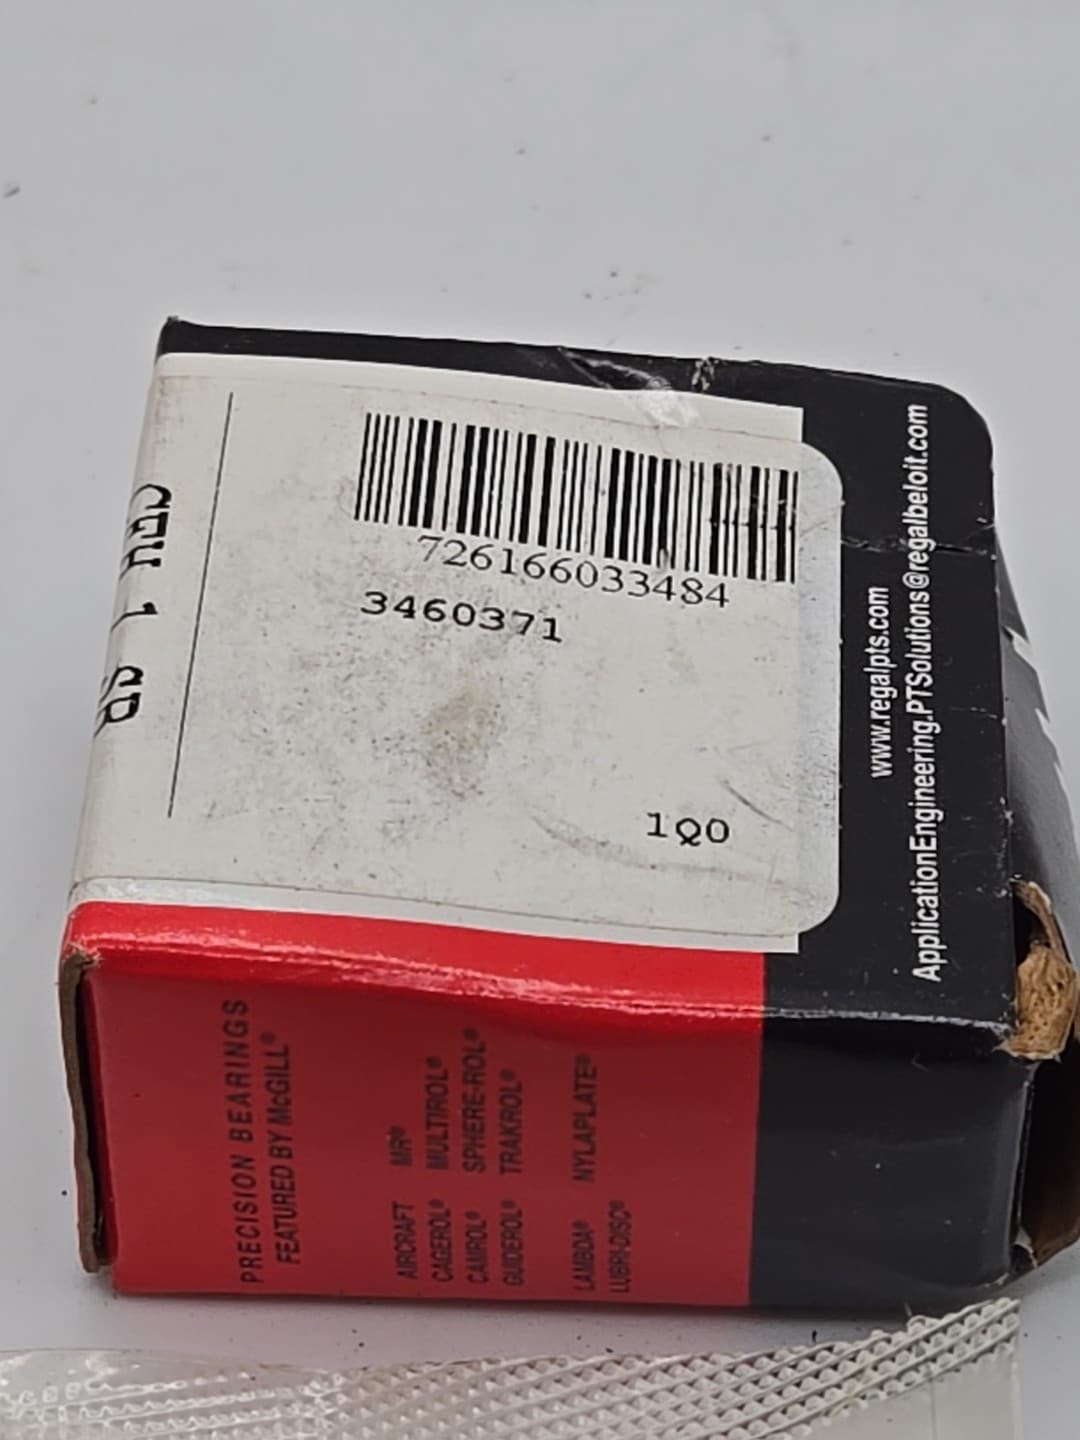 726166033484
3460371
1Q0
CFH 1 SB
www.regalpts.com
ApplicationEngineering.PTSolutions@regalbeloit.com
PRECISION BEARINGS
FEATURED BY McGILL®
AIRCRAFT MR®
CAGEROL® MULTIROL®
CAMROL® SPHERE-ROL®
GUIDEROL® TRAKROL®
LAMBDA® NYLAPLATE®
LUBRI-DISC®